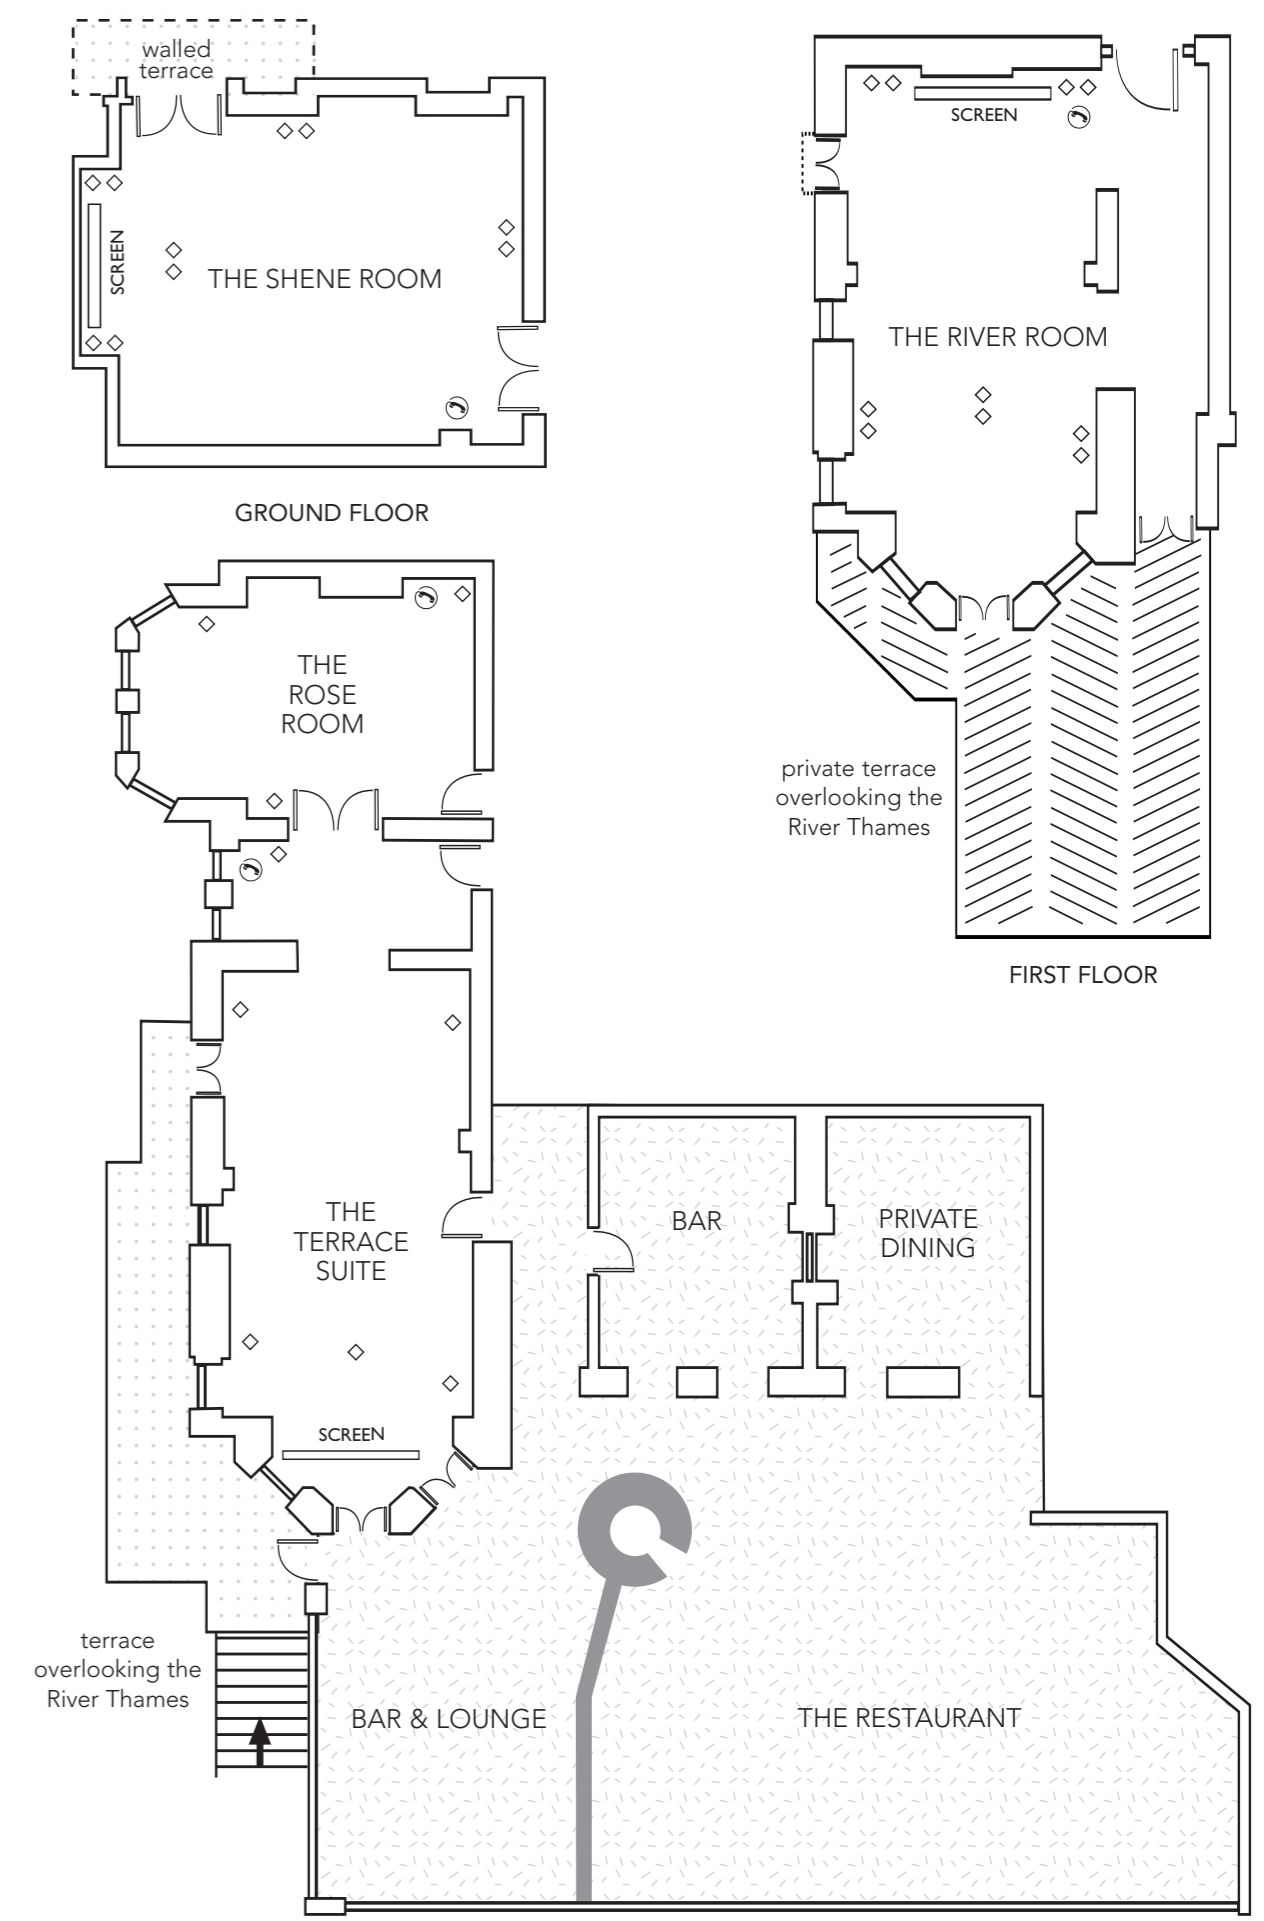 walled
terrace
SCREEN
THE SHENE ROOM
GROUND FLOOR
SCREEN
THE RIVER ROOM
private terrace
overlooking the
River Thames
FIRST FLOOR
THE
ROSE
ROOM
THE
TERRACE
SUITE
SCREEN
BAR
PRIVATE
DINING
terrace
overlooking the
River Thames
BAR & LOUNGE
THE RESTAURANT